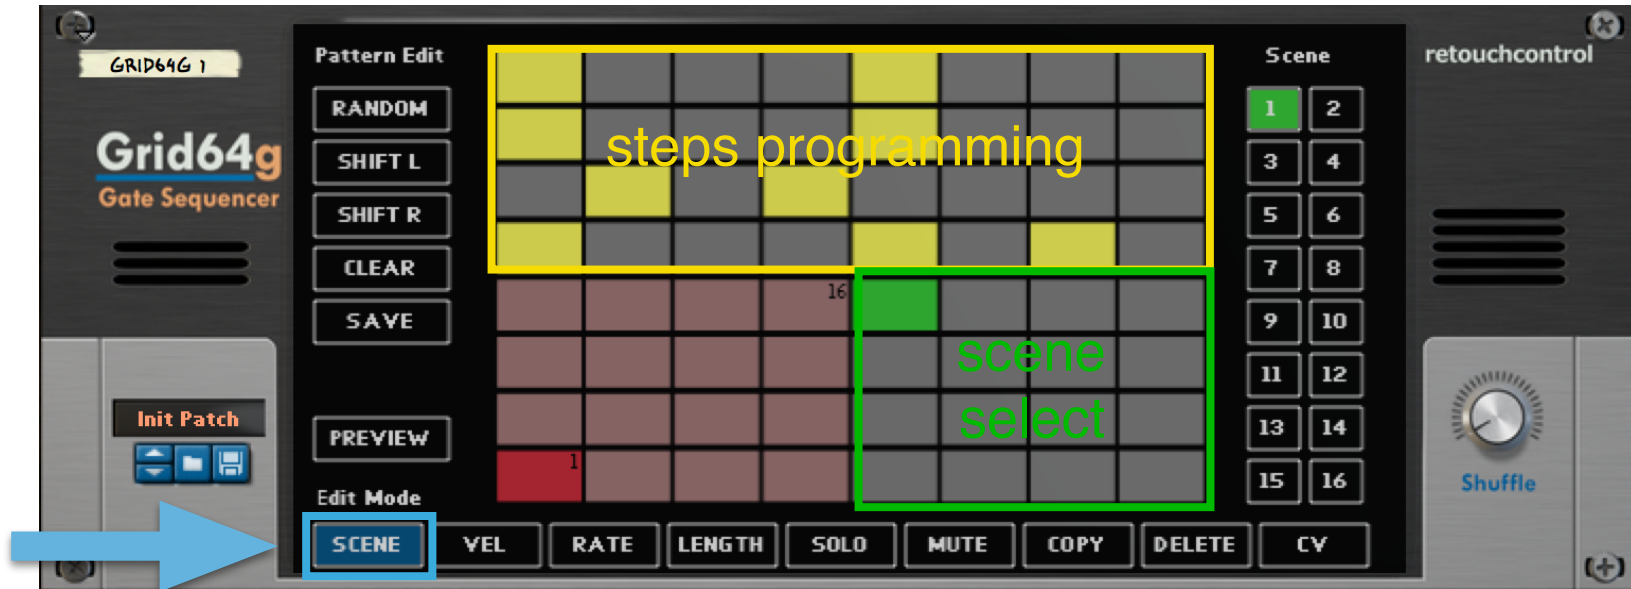 GRID64G 1
Grid64g
Gate Sequencer
Init Patch
Pattern Edit
RANDOM
SHIFT L
SHIFT R
CLEAR
SAVE
PREVIEW
Edit Mode
steps programming
16
1
scene
select
SCENE VEL RATE LENGTH SOLO MUTE COPY DELETE CV
Scene
1 2
3 4
5 6
7 8
9 10
11 12
13 14
15 16
retouchcontrol
Shuffle